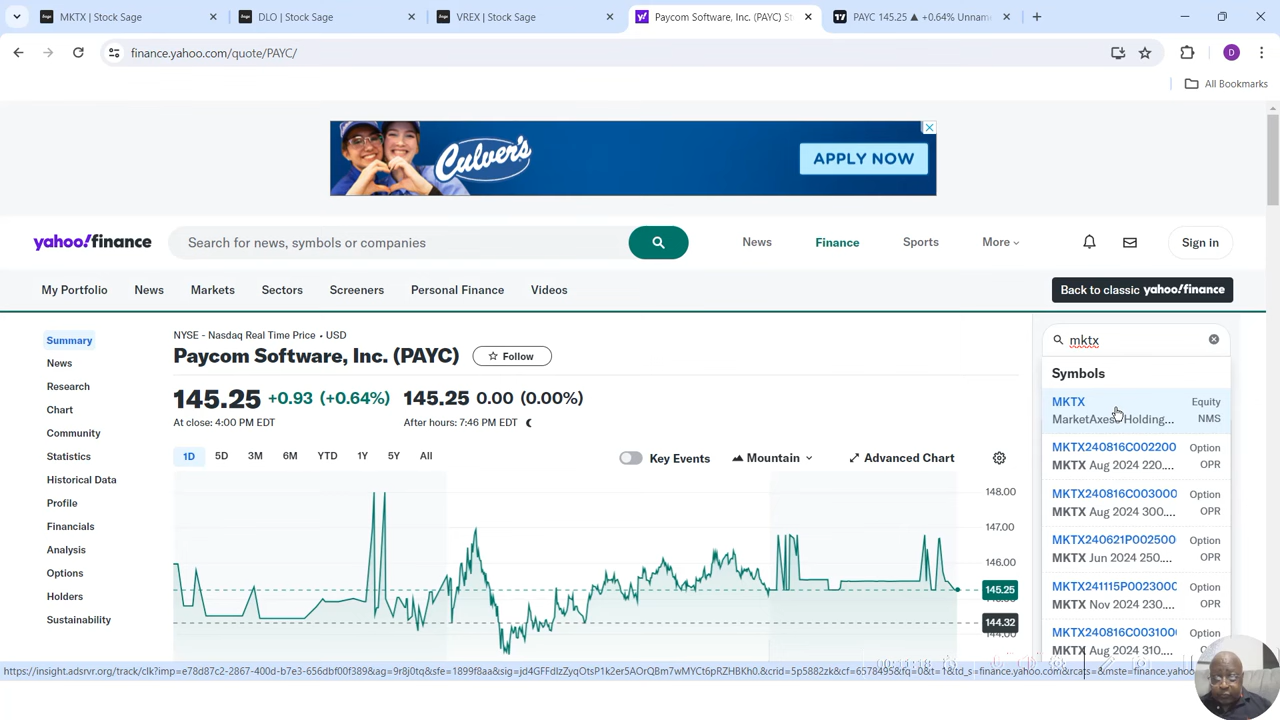 MKTX | Stock Sage
DLO | Stock Sage
VREX | Stock Sage
Paycom Software, Inc. (PAYC) St
PAYC 145.25 ▲ +0.64% Unnam
finance.yahoo.com/quote/PAYC/
D
All Bookmarks
Culver's
APPLY NOW
yahoo!finance
Search for news, symbols or companies
News
Finance
Sports
More
Sign in
My Portfolio
News
Markets
Sectors
Screeners
Personal Finance
Videos
Back to classic yahoo!finance
Summary
News
Research
Chart
Community
Statistics
Historical Data
Profile
Financials
Analysis
Options
Holders
Sustainability
NYSE - Nasdaq Real Time Price • USD
Paycom Software, Inc. (PAYC)
Follow
145.25 +0.93 (+0.64%)
At close: 4:00 PM EDT
145.25 0.00 (0.00%)
After hours: 7:46 PM EDT
1D 5D 3M 6M YTD 1Y 5Y All
Key Events
Mountain
Advanced Chart
148.00
147.00
146.00
145.25
144.32
mktx
Symbols
MKTX Equity
MarketAxess Holding... NMS
MKTX240816C002200 Option
MKTX Aug 2024 220.... OPR
MKTX240816C003000 Option
MKTX Aug 2024 300.... OPR
MKTX240621P002500 Option
MKTX Jun 2024 250.... OPR
MKTX241115P002300 Option
MKTX Nov 2024 230.... OPR
MKTX240816C003100 Option
MKTX Aug 2024 310....